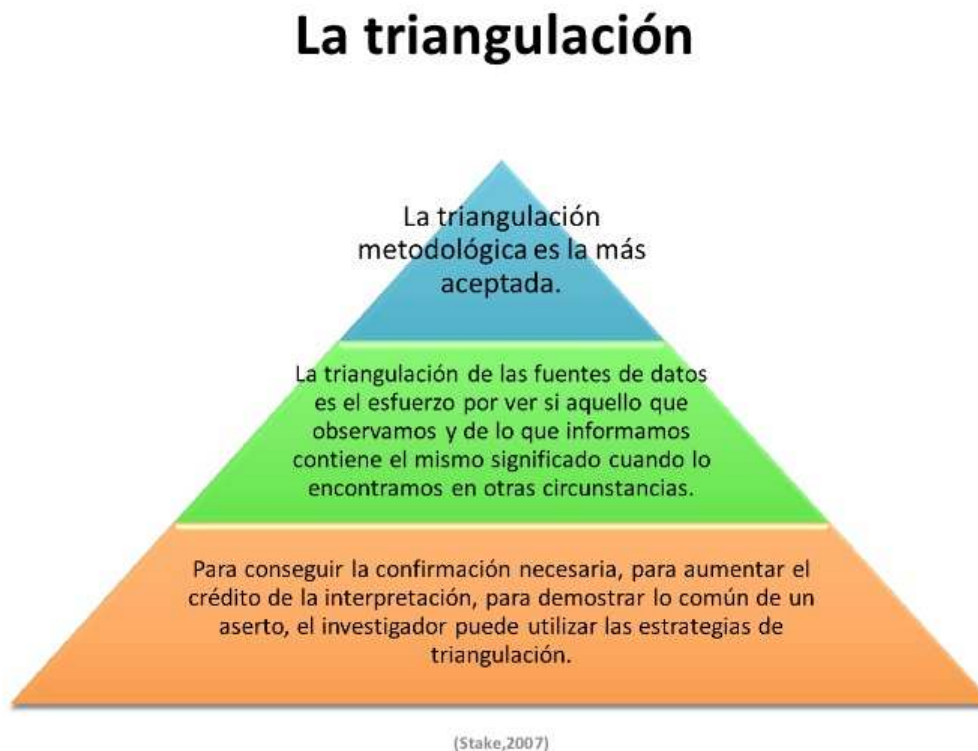 La triangulación
La triangulación
metodológica es la más
aceptada.
La triangulación de las fuentes de datos
es el esfuerzo por ver si aquello que
observamos y de lo que informamos
contiene el mismo significado cuando lo
encontramos en otras circunstancias.
Para conseguir la confirmación necesaria, para aumentar el
crédito de la interpretación, para demostrar lo común de un
aserto, el investigador puede utilizar las estrategias de
triangulación.
(Stake,2007)